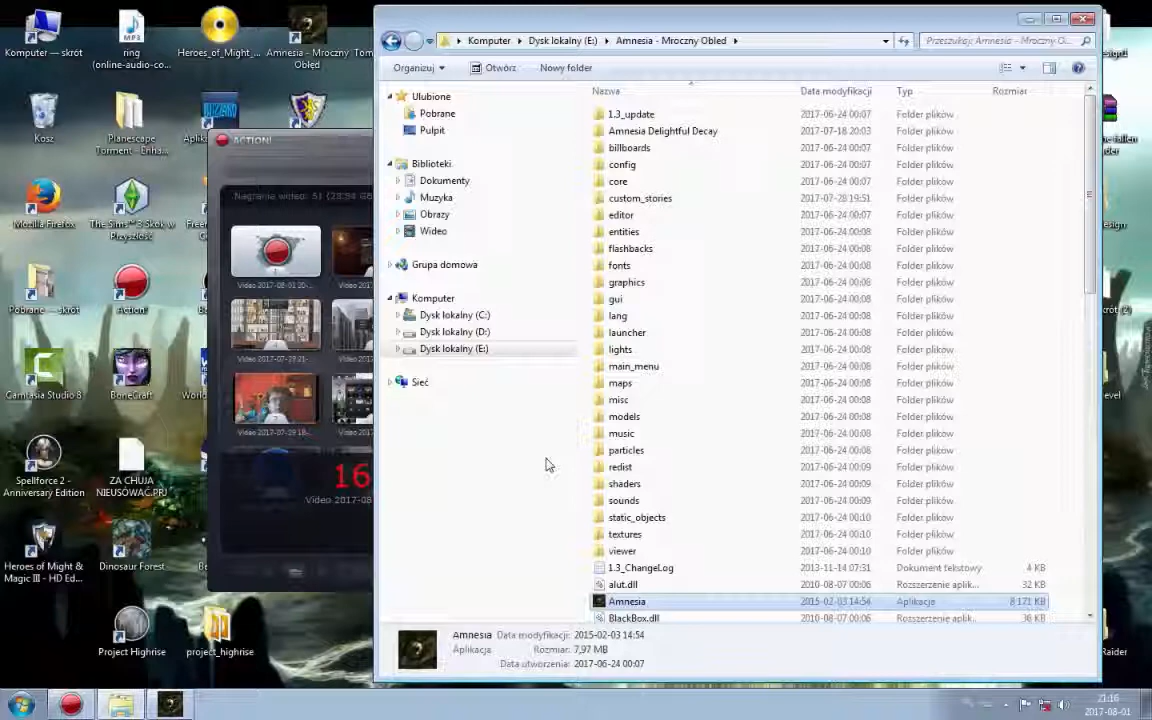 Komputer — skrót
ring
(online-audio-co...
Heroes_of_Might_...
Amnesia - Mroczny
Obłęd
Kosz
Planescape
Torment - Enha...
Mozilla Firefox
The Sims™ 3 Skok w
Przyszłość
Pobrane — skrót
Action!
Camtasia Studio 8
BoneCraft
Spellforce 2 -
Anniversary Edition
ZA CHUJA
NIEUSÓWAĆ.PRJ
Heroes of Might &
Magic III - HD Ed...
Dinosaur Forest
Project Highrise
project_highrise
BLIZZARD
ACTION!
Nagrania wideo: 51
Video 2017-08-01 20-...
Video 2017-07-29 21-
Video 2017-07-29 18-
16
Video 2017-08
Komputer
Dysk lokalny (E:)
Amnesia - Mroczny Obled
Przeszukaj: Amnesia - Mroczny O...
Organizuj
Otwórz
Nowy folder
Ulubione
Pobrane
Pulpit
Biblioteki
Dokumenty
Muzyka
Obrazy
Wideo
Grupa domowa
Komputer
Dysk lokalny (C:)
Dysk lokalny (D:)
Dysk lokalny (E:)
Sieć
Nazwa Data modyfikacji Typ Rozmiar
1.3_update 2017-06-24 00:07 Folder plików
Amnesia Delightful Decay 2017-07-18 20:03 Folder plików
billboards 2017-06-24 00:07 Folder plików
config 2017-06-24 00:07 Folder plików
core 2017-06-24 00:07 Folder plików
custom_stories 2017-07-28 19:51 Folder plików
editor 2017-06-24 00:07 Folder plików
entities 2017-06-24 00:08 Folder plików
flashbacks 2017-06-24 00:08 Folder plików
fonts 2017-06-24 00:08 Folder plików
graphics 2017-06-24 00:08 Folder plików
gui 2017-06-24 00:08 Folder plików
lang 2017-06-24 00:08 Folder plików
launcher 2017-06-24 00:08 Folder plików
lights 2017-06-24 00:08 Folder plików
main_menu 2017-06-24 00:08 Folder plików
maps 2017-06-24 00:08 Folder plików
misc 2017-06-24 00:08 Folder plików
models 2017-06-24 00:08 Folder plików
music 2017-06-24 00:08 Folder plików
particles 2017-06-24 00:08 Folder plików
redist 2017-06-24 00:09 Folder plików
shaders 2017-06-24 00:09 Folder plików
sounds 2017-06-24 00:09 Folder plików
static_objects 2017-06-24 00:10 Folder plików
textures 2017-06-24 00:10 Folder plików
viewer 2017-06-24 00:10 Folder plików
1.3_ChangeLog 2013-11-14 07:31 Dokument tekstowy 4 KB
alut.dll 2010-08-07 00:06 Rozszerzenie aplik... 32 KB
Amnesia 2015-02-03 14:54 Aplikacja 8 171 KB
BlackBox.dll 2010-08-07 00:06 Rozszerzenie aplik... 36 KB
Amnesia Data modyfikacji: 2015-02-03 14:54
Aplikacja Rozmiar: 7,97 MB
Data utworzenia: 2017-06-24 00:07
Raider
21:16
2017-08-01